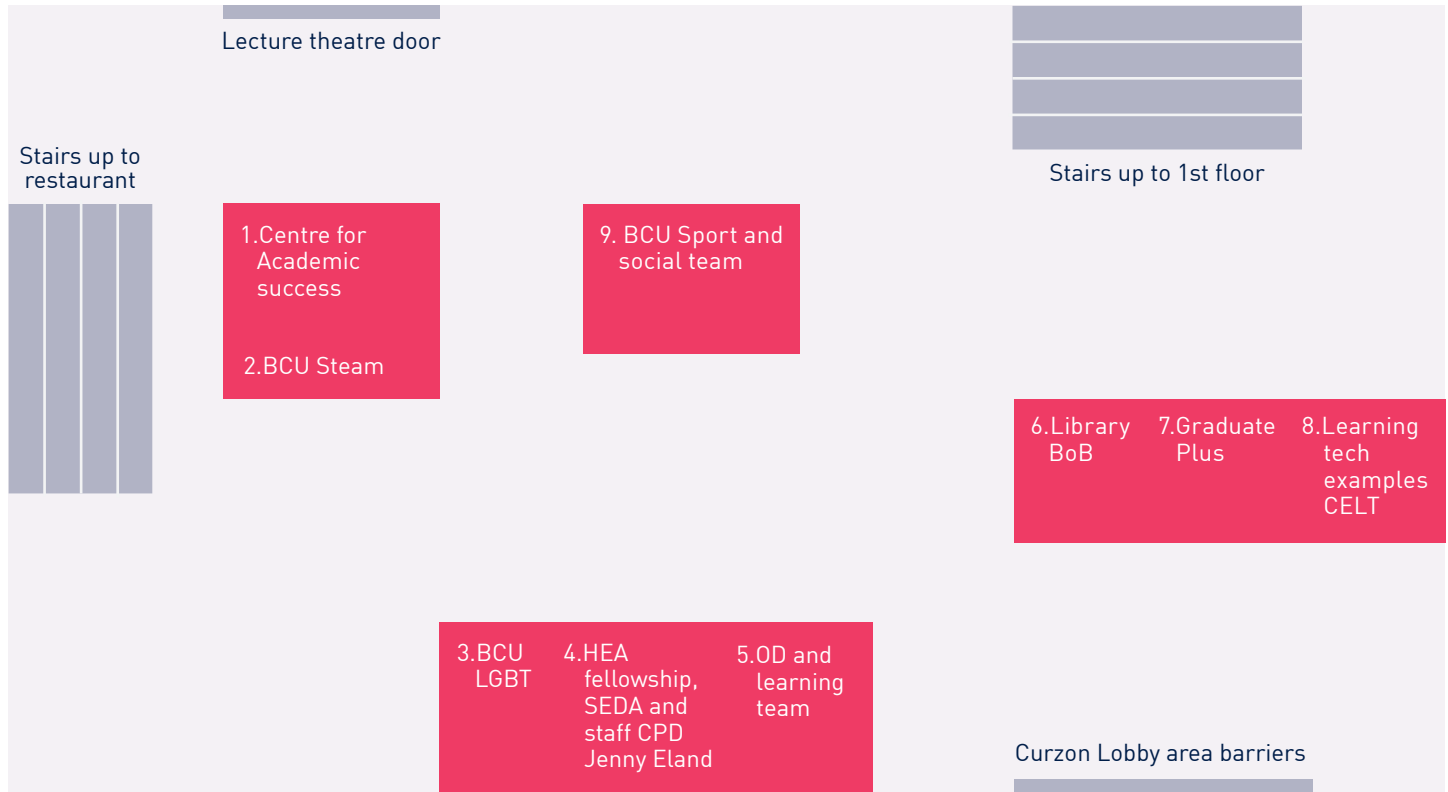 Lecture theatre door
Stairs up to
restaurant
Stairs up to 1st floor
1.Centre for
Academic
success
2.BCU Steam
9. BCU Sport and
social team
6.Library
BoB
7.Graduate
Plus
8.Learning
tech
examples
CELT
3.BCU
LGBT
4.HEA
fellowship,
SEDA and
staff CPD
Jenny Eland
5.OD and
learning
team
Curzon Lobby area barriers